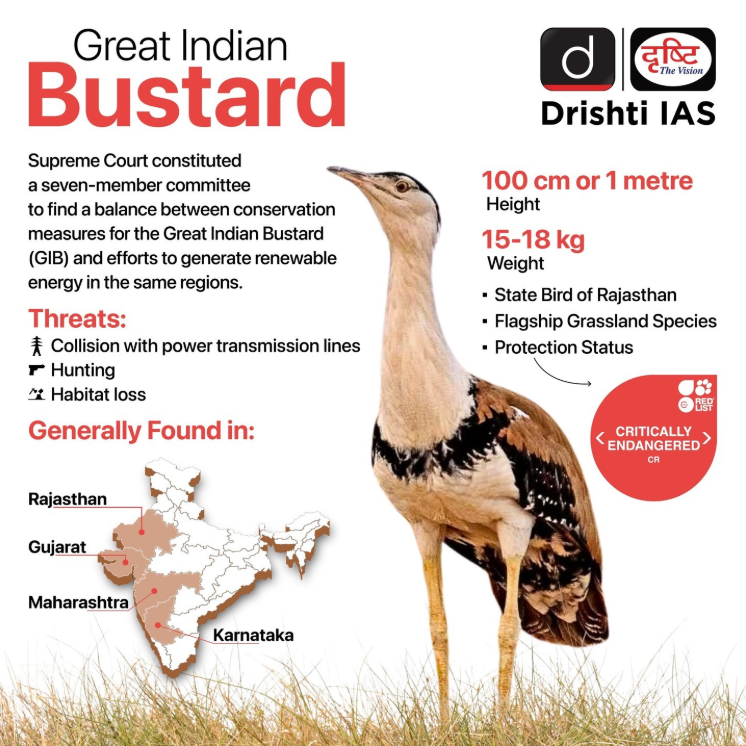 Great Indian
Bustard
d
दृष्टि
The Vision
Drishti IAS
Supreme Court constituted
a seven-member committee
to find a balance between conservation
measures for the Great Indian Bustard
(GIB) and efforts to generate renewable
energy in the same regions.
Threats:
Collision with power transmission lines
Hunting
Habitat loss
Generally Found in:
Rajasthan
Gujarat
Maharashtra
Karnataka
100 cm or 1 metre
Height
15-18 kg
Weight
▪ State Bird of Rajasthan
▪ Flagship Grassland Species
▪ Protection Status
RED
LIST
< CRITICALLY
ENDANGERED >
CR